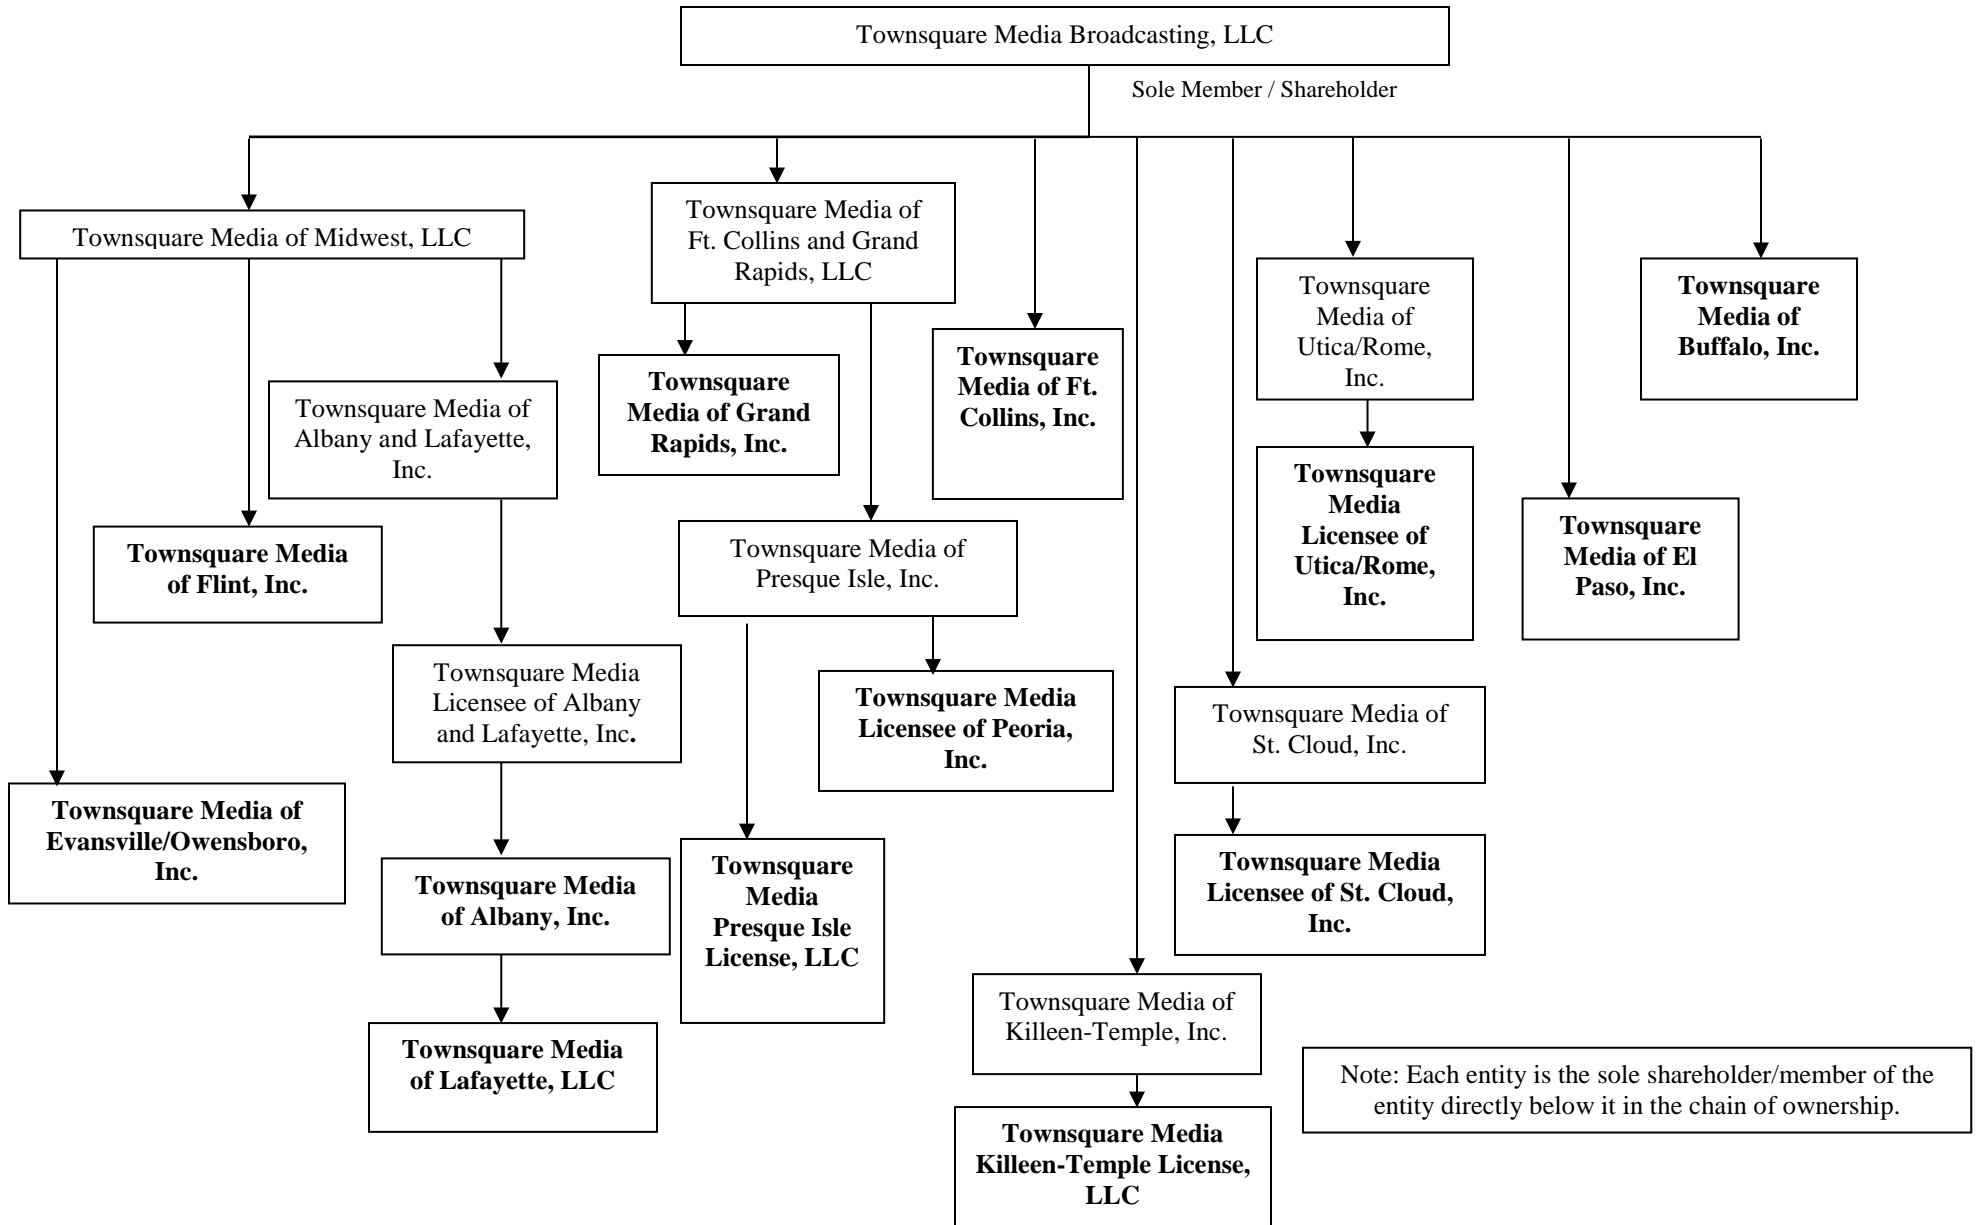 Townsquare Media Broadcasting, LLC
Sole Member / Shareholder
Townsquare Media of Midwest, LLC
Townsquare Media of
Ft. Collins and Grand
Rapids, LLC
Townsquare
Media of
Utica/Rome,
Inc.
Townsquare
Media of
Buffalo, Inc.
Townsquare
Media of Ft.
Collins, Inc.
Townsquare
Media of Grand
Rapids, Inc.
Townsquare Media of
Albany and Lafayette,
Inc.
Townsquare
Media
Licensee of
Utica/Rome,
Inc.
Townsquare
Media of El
Paso, Inc.
Townsquare Media
of Flint, Inc.
Townsquare Media of
Presque Isle, Inc.
Townsquare Media
Licensee of Albany
and Lafayette, Inc.
Townsquare Media
Licensee of Peoria,
Inc.
Townsquare Media of
St. Cloud, Inc.
Townsquare Media of
Evansville/Owensboro,
Inc.
Townsquare Media
of Albany, Inc.
Townsquare
Media
Presque Isle
License, LLC
Townsquare Media
Licensee of St. Cloud,
Inc.
Townsquare Media of
Killeen-Temple, Inc.
Townsquare Media
of Lafayette, LLC
Note: Each entity is the sole shareholder/member of the
entity directly below it in the chain of ownership.
Townsquare Media
Killeen-Temple License,
LLC